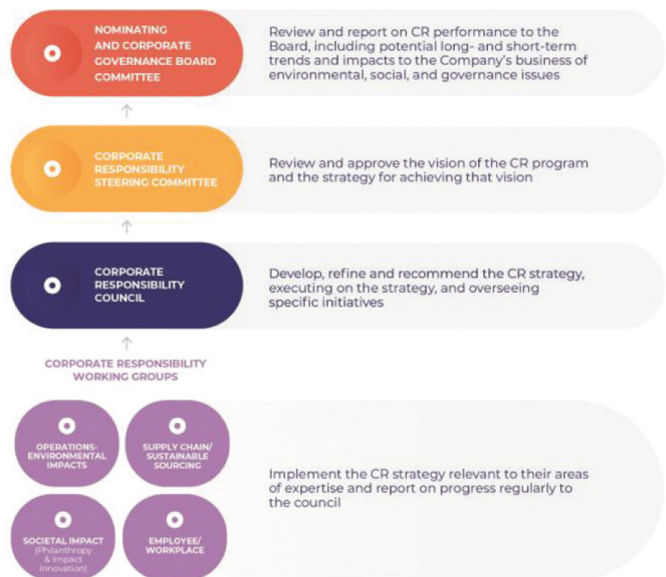 NOMINATING
AND CORPORATE
GOVERNANCE BOARD
COMMITTEE
Review and report on CR performance to the
Board, including potential long- and short-term
trends and impacts to the Company's business of
environmental, social, and governance issues
CORPORATE
RESPONSIBILITY
STEERING COMMITTEE
Review and approve the vision of the CR program
and the strategy for achieving that vision
CORPORATE
RESPONSIBILITY
COUNCIL
Develop, refine and recommend the CR strategy,
executing on the strategy, and overseeing
specific initiatives
CORPORATE RESPONSIBILITY
WORKING GROUPS
OPERATIONS-
ENVIRONMENTAL
IMPACTS
SUPPLY CHAIN/
SUSTAINABLE
SOURCING
SOCIETAL IMPACT
(Philanthropy
& Impact
Innovation)
EMPLOYEE/
WORKPLACE
Implement the CR strategy relevant to their areas
of expertise and report on progress regularly to
the council